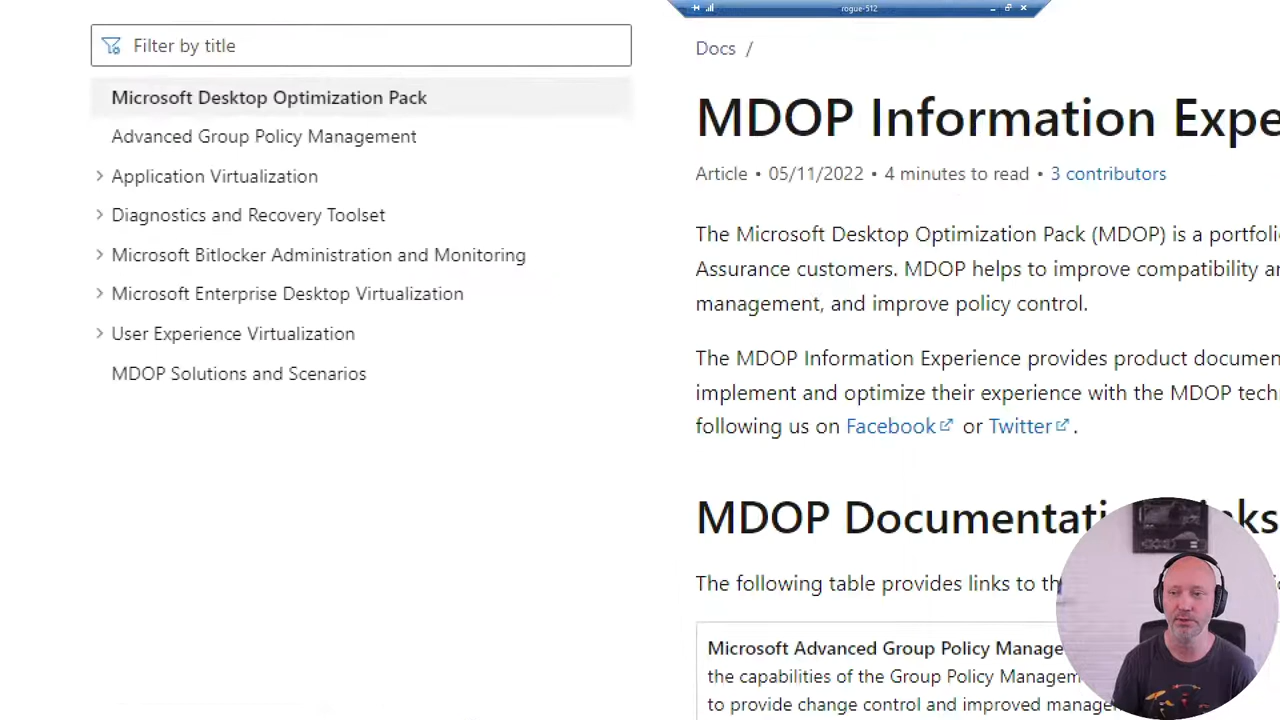 rogue-512
Filter by title
Microsoft Desktop Optimization Pack
Advanced Group Policy Management
Application Virtualization
Diagnostics and Recovery Toolset
Microsoft Bitlocker Administration and Monitoring
Microsoft Enterprise Desktop Virtualization
User Experience Virtualization
MDOP Solutions and Scenarios
Docs /
MDOP Information Expe
Article • 05/11/2022 • 4 minutes to read • 3 contributors
The Microsoft Desktop Optimization Pack (MDOP) is a portfoli
Assurance customers. MDOP helps to improve compatibility a
management, and improve policy control.
The MDOP Information Experience provides product documen
implement and optimize their experience with the MDOP tech
following us on Facebook or Twitter.
MDOP Documentati nks
The following table provides links to th
Microsoft Advanced Group Policy Manage
the capabilities of the Group Policy Managem
to provide change control and improved manage